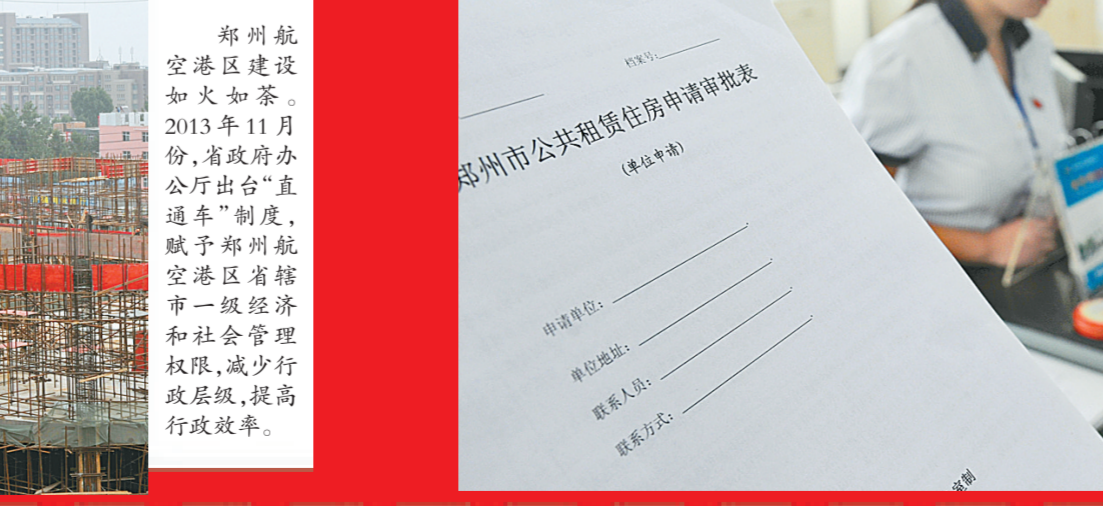 郑州航
空港区建设
如火如荼。
2013年11月
份,省政府办
公厅出台“直
通车”制度,
赋予郑州航
空港区省辖
市一级经济
和社会管理
权限,减少行
政层级,提高
行政效率。
档案号:
郑州市公共租赁住房申请审批表
(单位申请)
申请单位:
单位地址:
联系人员:
联系方式:
室制